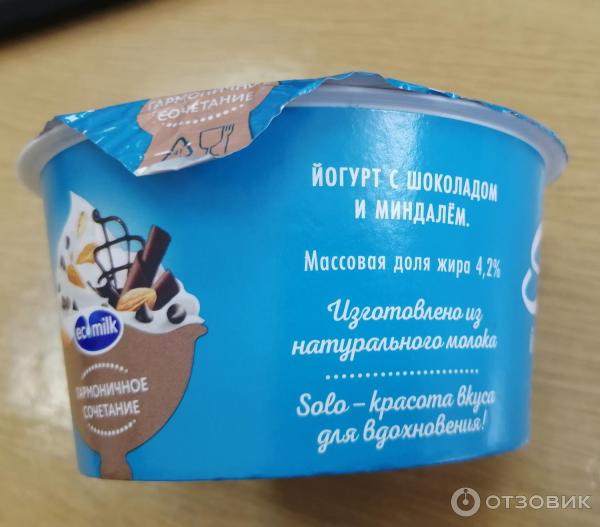 ГАРМОНИЧНОЕ
СОЧЕТАНИЕ
ЙОГУРТ С ШОКОЛАДОМ
И МИНДАЛЁМ.
Массовая доля жира 4,2%
Изготовлено из
натурального молока
Solo – красота вкуса
для вдохновения!
ecomilk
ГАРМОНИЧНОЕ
СОЧЕТАНИЕ
ОТЗОВИК